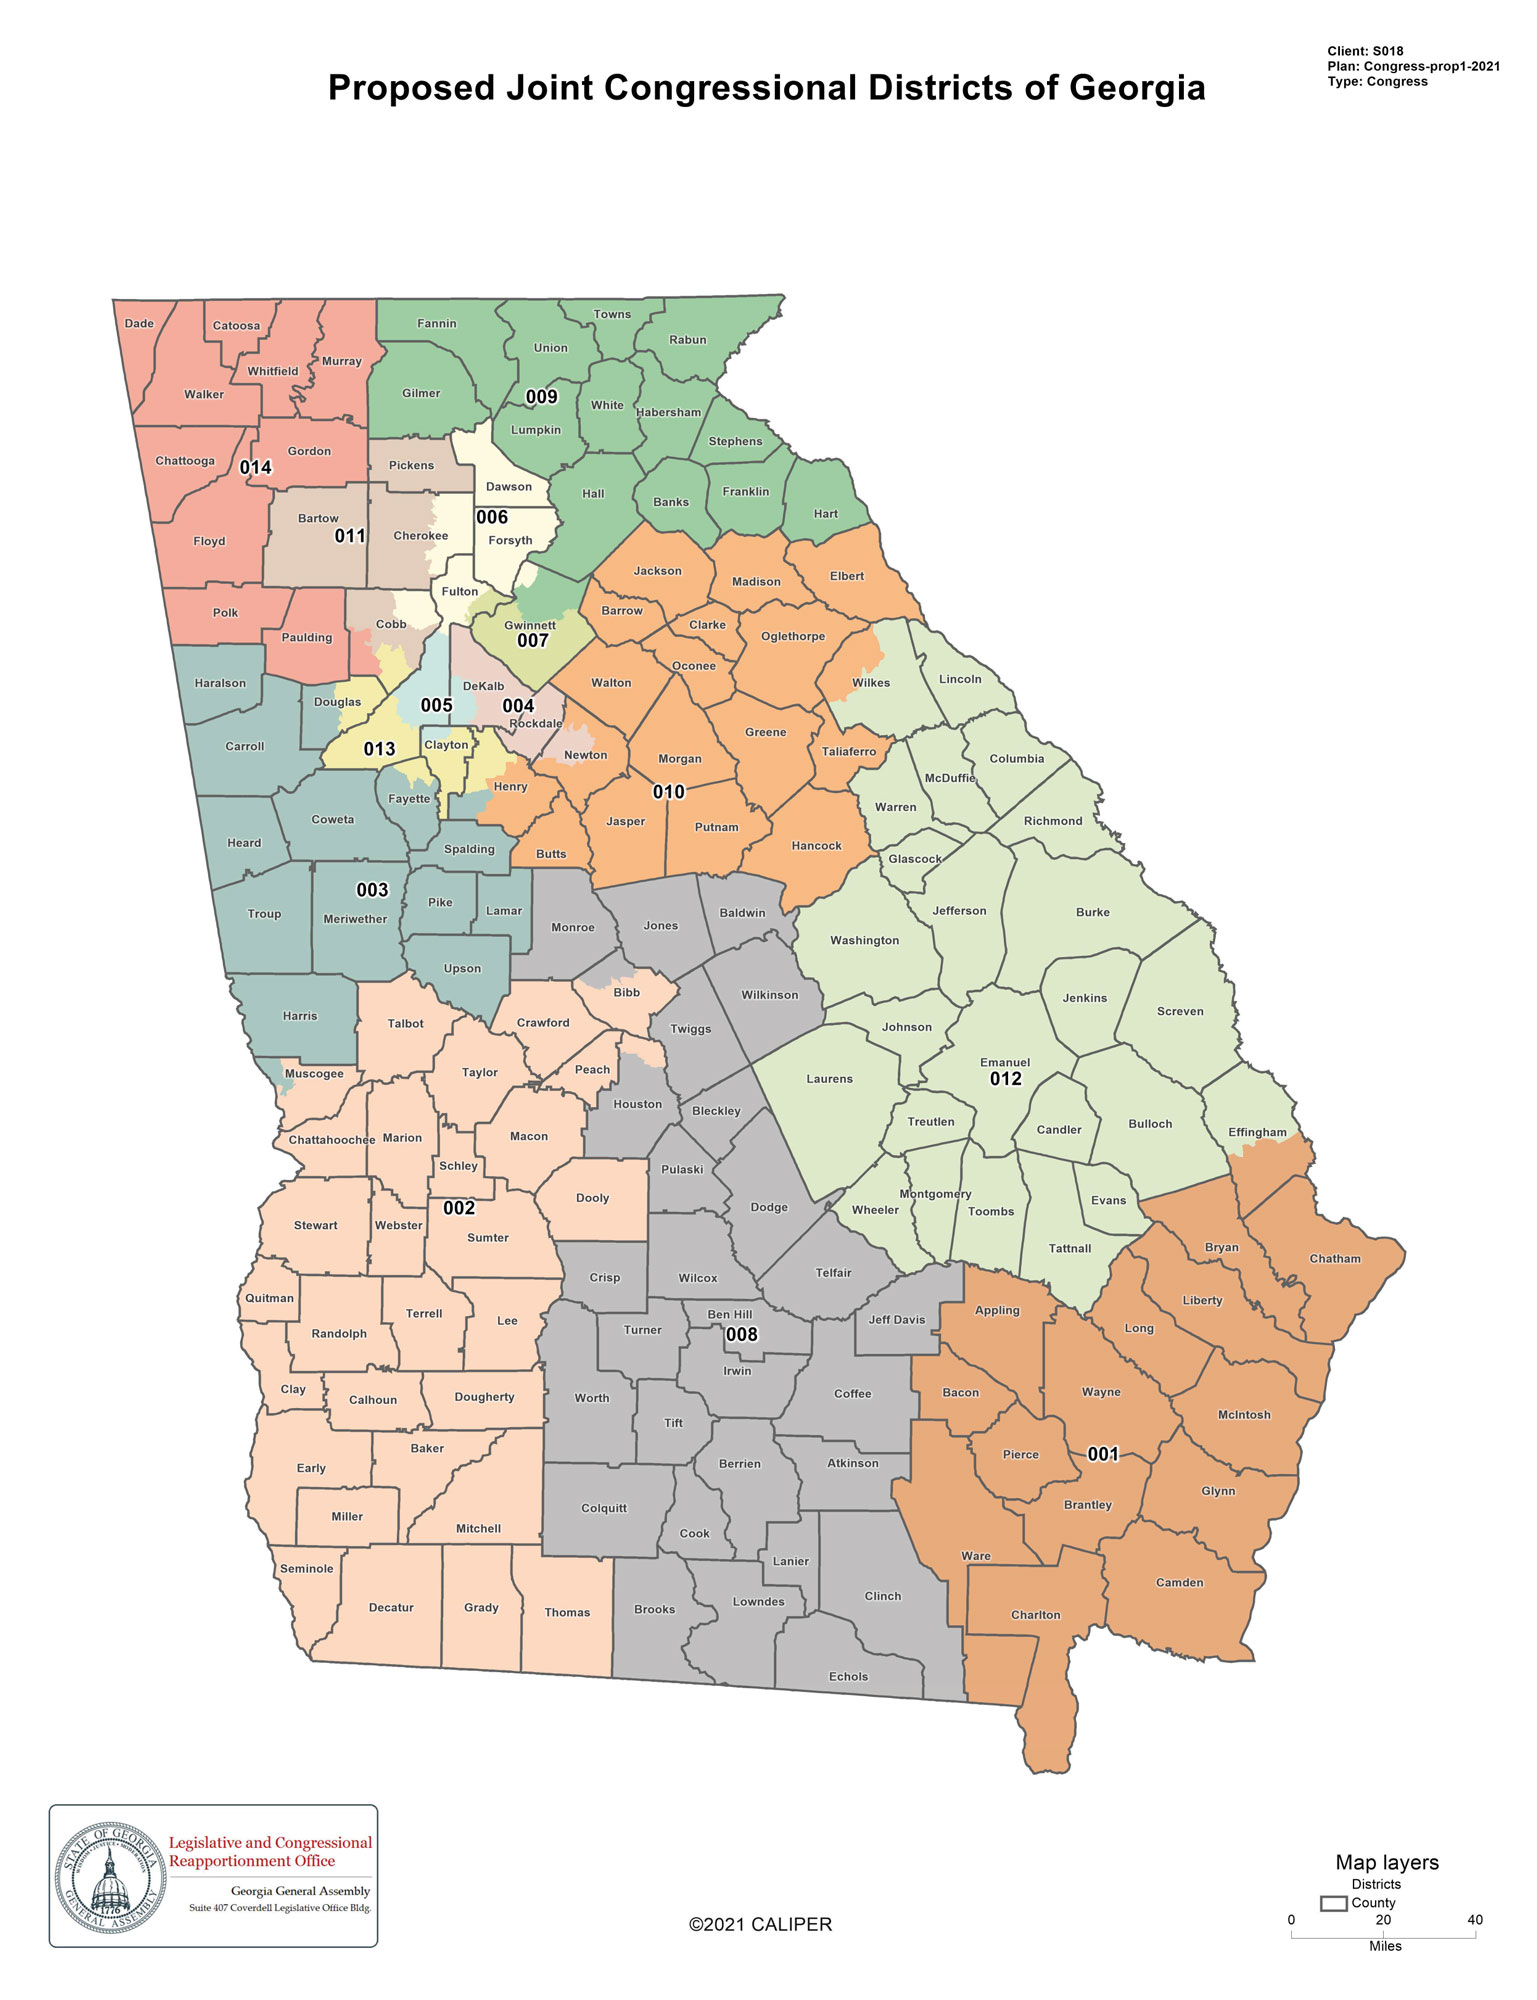 Client: S018
Plan: Congress-prop1-2021
Type: Congress
Proposed Joint Congressional Districts of Georgia
Dade
Catoosa
Whitfield
Murray
Walker
Fannin
Gilmer
Union
Towns
Rabun
009
White
Habersham
Lumpkin
Stephens
Chattooga
014
Gordon
Pickens
Dawson
Hall
Banks
Franklin
Hart
Floyd
Bartow
011
Cherokee
006
Forsyth
Jackson
Madison
Elbert
Polk
Paulding
Cobb
Fulton
Gwinnett
007
Barrow
Clarke
Oglethorpe
Oconee
Haralson
Douglas
DeKalb
Walton
Wilkes
Lincoln
005
004
Rockdale
Carroll
013
Clayton
Newton
Morgan
Greene
Taliaferro
McDuffie
Columbia
Heard
Coweta
Fayette
Henry
010
Warren
Richmond
Spalding
Butts
Jasper
Putnam
Hancock
Glascock
Troup
003
Meriwether
Pike
Lamar
Monroe
Jones
Baldwin
Washington
Jefferson
Burke
Upson
Harris
Talbot
Crawford
Bibb
Twiggs
Wilkinson
Johnson
Jenkins
Screven
Muscogee
Taylor
Peach
Houston
Bleckley
Laurens
Emanuel
012
Chattahoochee
Marion
Schley
Macon
Pulaski
Treutlen
Candler
Bulloch
Effingham
Stewart
Webster
002
Sumter
Dooly
Dodge
Wheeler
Montgomery
Toombs
Evans
Tattnall
Bryan
Chatham
Quitman
Randolph
Terrell
Lee
Crisp
Wilcox
Telfair
Turner
Ben Hill
008
Jeff Davis
Appling
Long
Liberty
Irwin
Clay
Calhoun
Dougherty
Worth
Tift
Coffee
Bacon
Wayne
McIntosh
Early
Baker
Berrien
Atkinson
Pierce
001
Glynn
Miller
Mitchell
Colquitt
Cook
Brantley
Lanier
Ware
Camden
Seminole
Decatur
Grady
Thomas
Brooks
Lowndes
Clinch
Charlton
Echols
STATE OF GEORGIA
WISDOM · JUSTICE · MODERATION
1776
GENERAL ASSEMBLY
Legislative and Congressional
Reapportionment Office
Georgia General Assembly
Suite 407 Coverdell Legislative Office Bldg.
©2021 CALIPER
Map layers
Districts
County
0 20 40
Miles